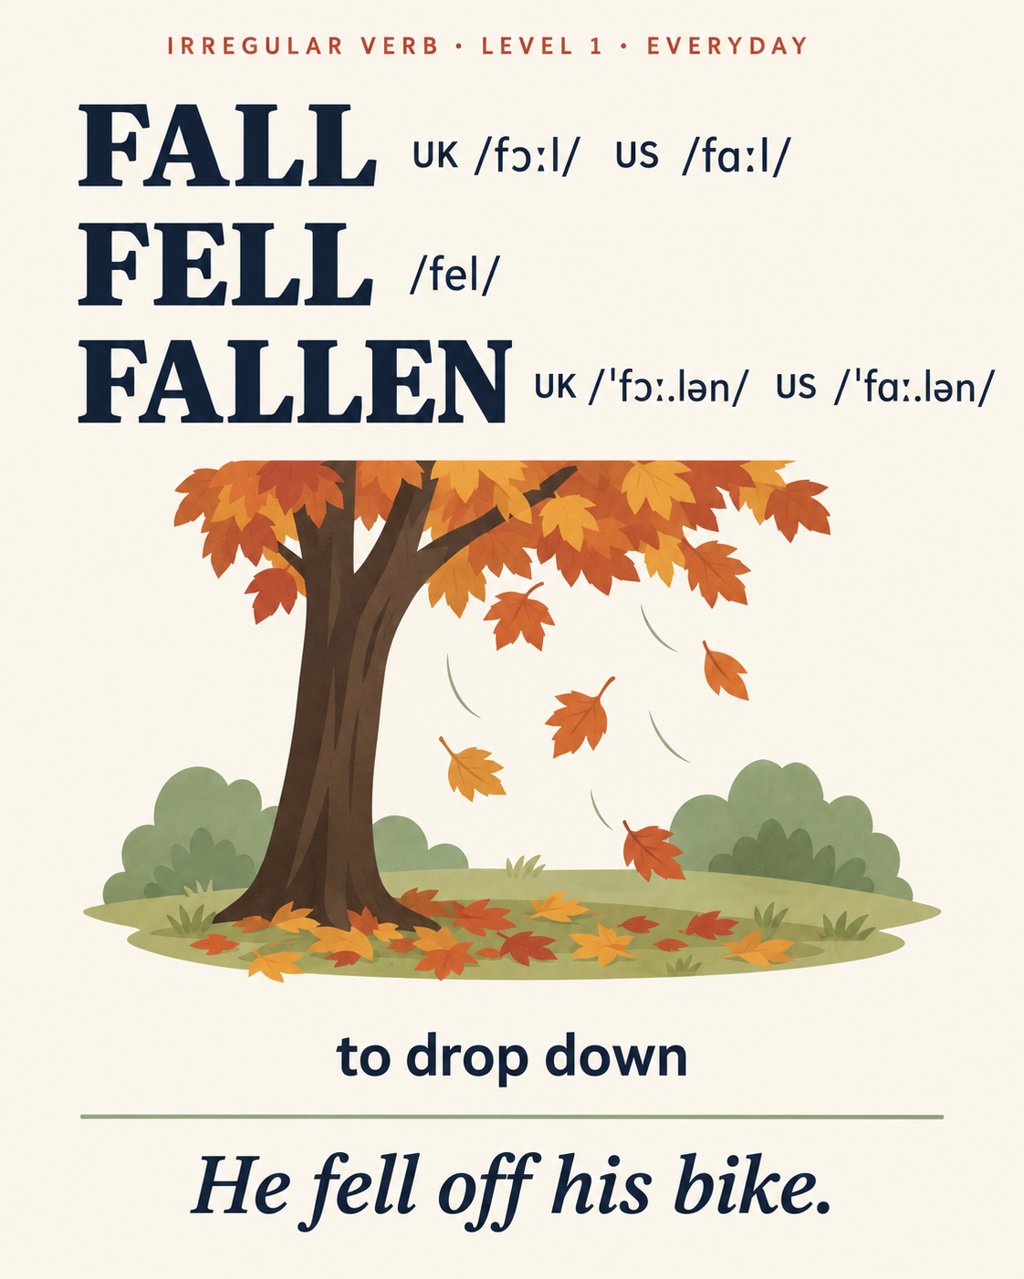 IRREGULAR VERB • LEVEL 1 • EVERYDAY
FALL UK /fɔːl/ US /fɑːl/
FELL /fel/
FALLEN UK /ˈfɔː.lən/ US /ˈfɑː.lən/
to drop down
He fell off his bike.